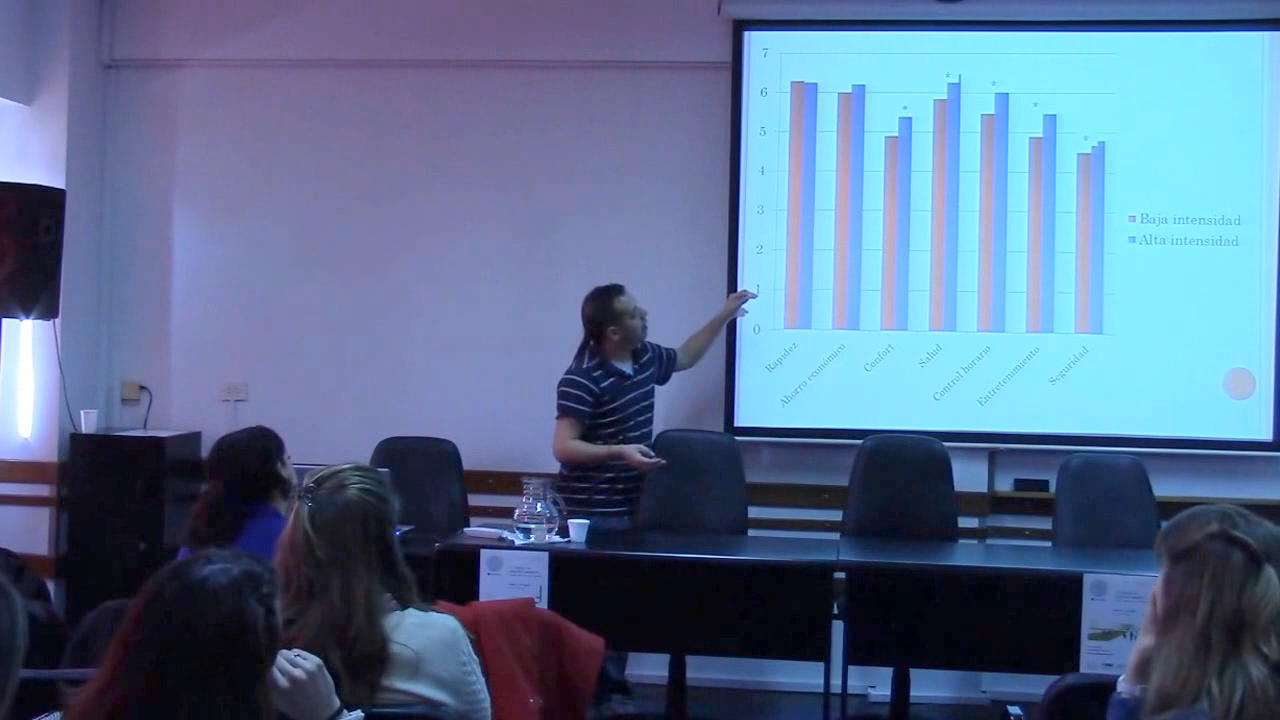 7
6
5
4
3
2
1
0
* * * * *
Rapidez
Ahorro económico
Confort
Salud
Control horario
Entretenimiento
Seguridad
Baja intensidad
Alta intensidad